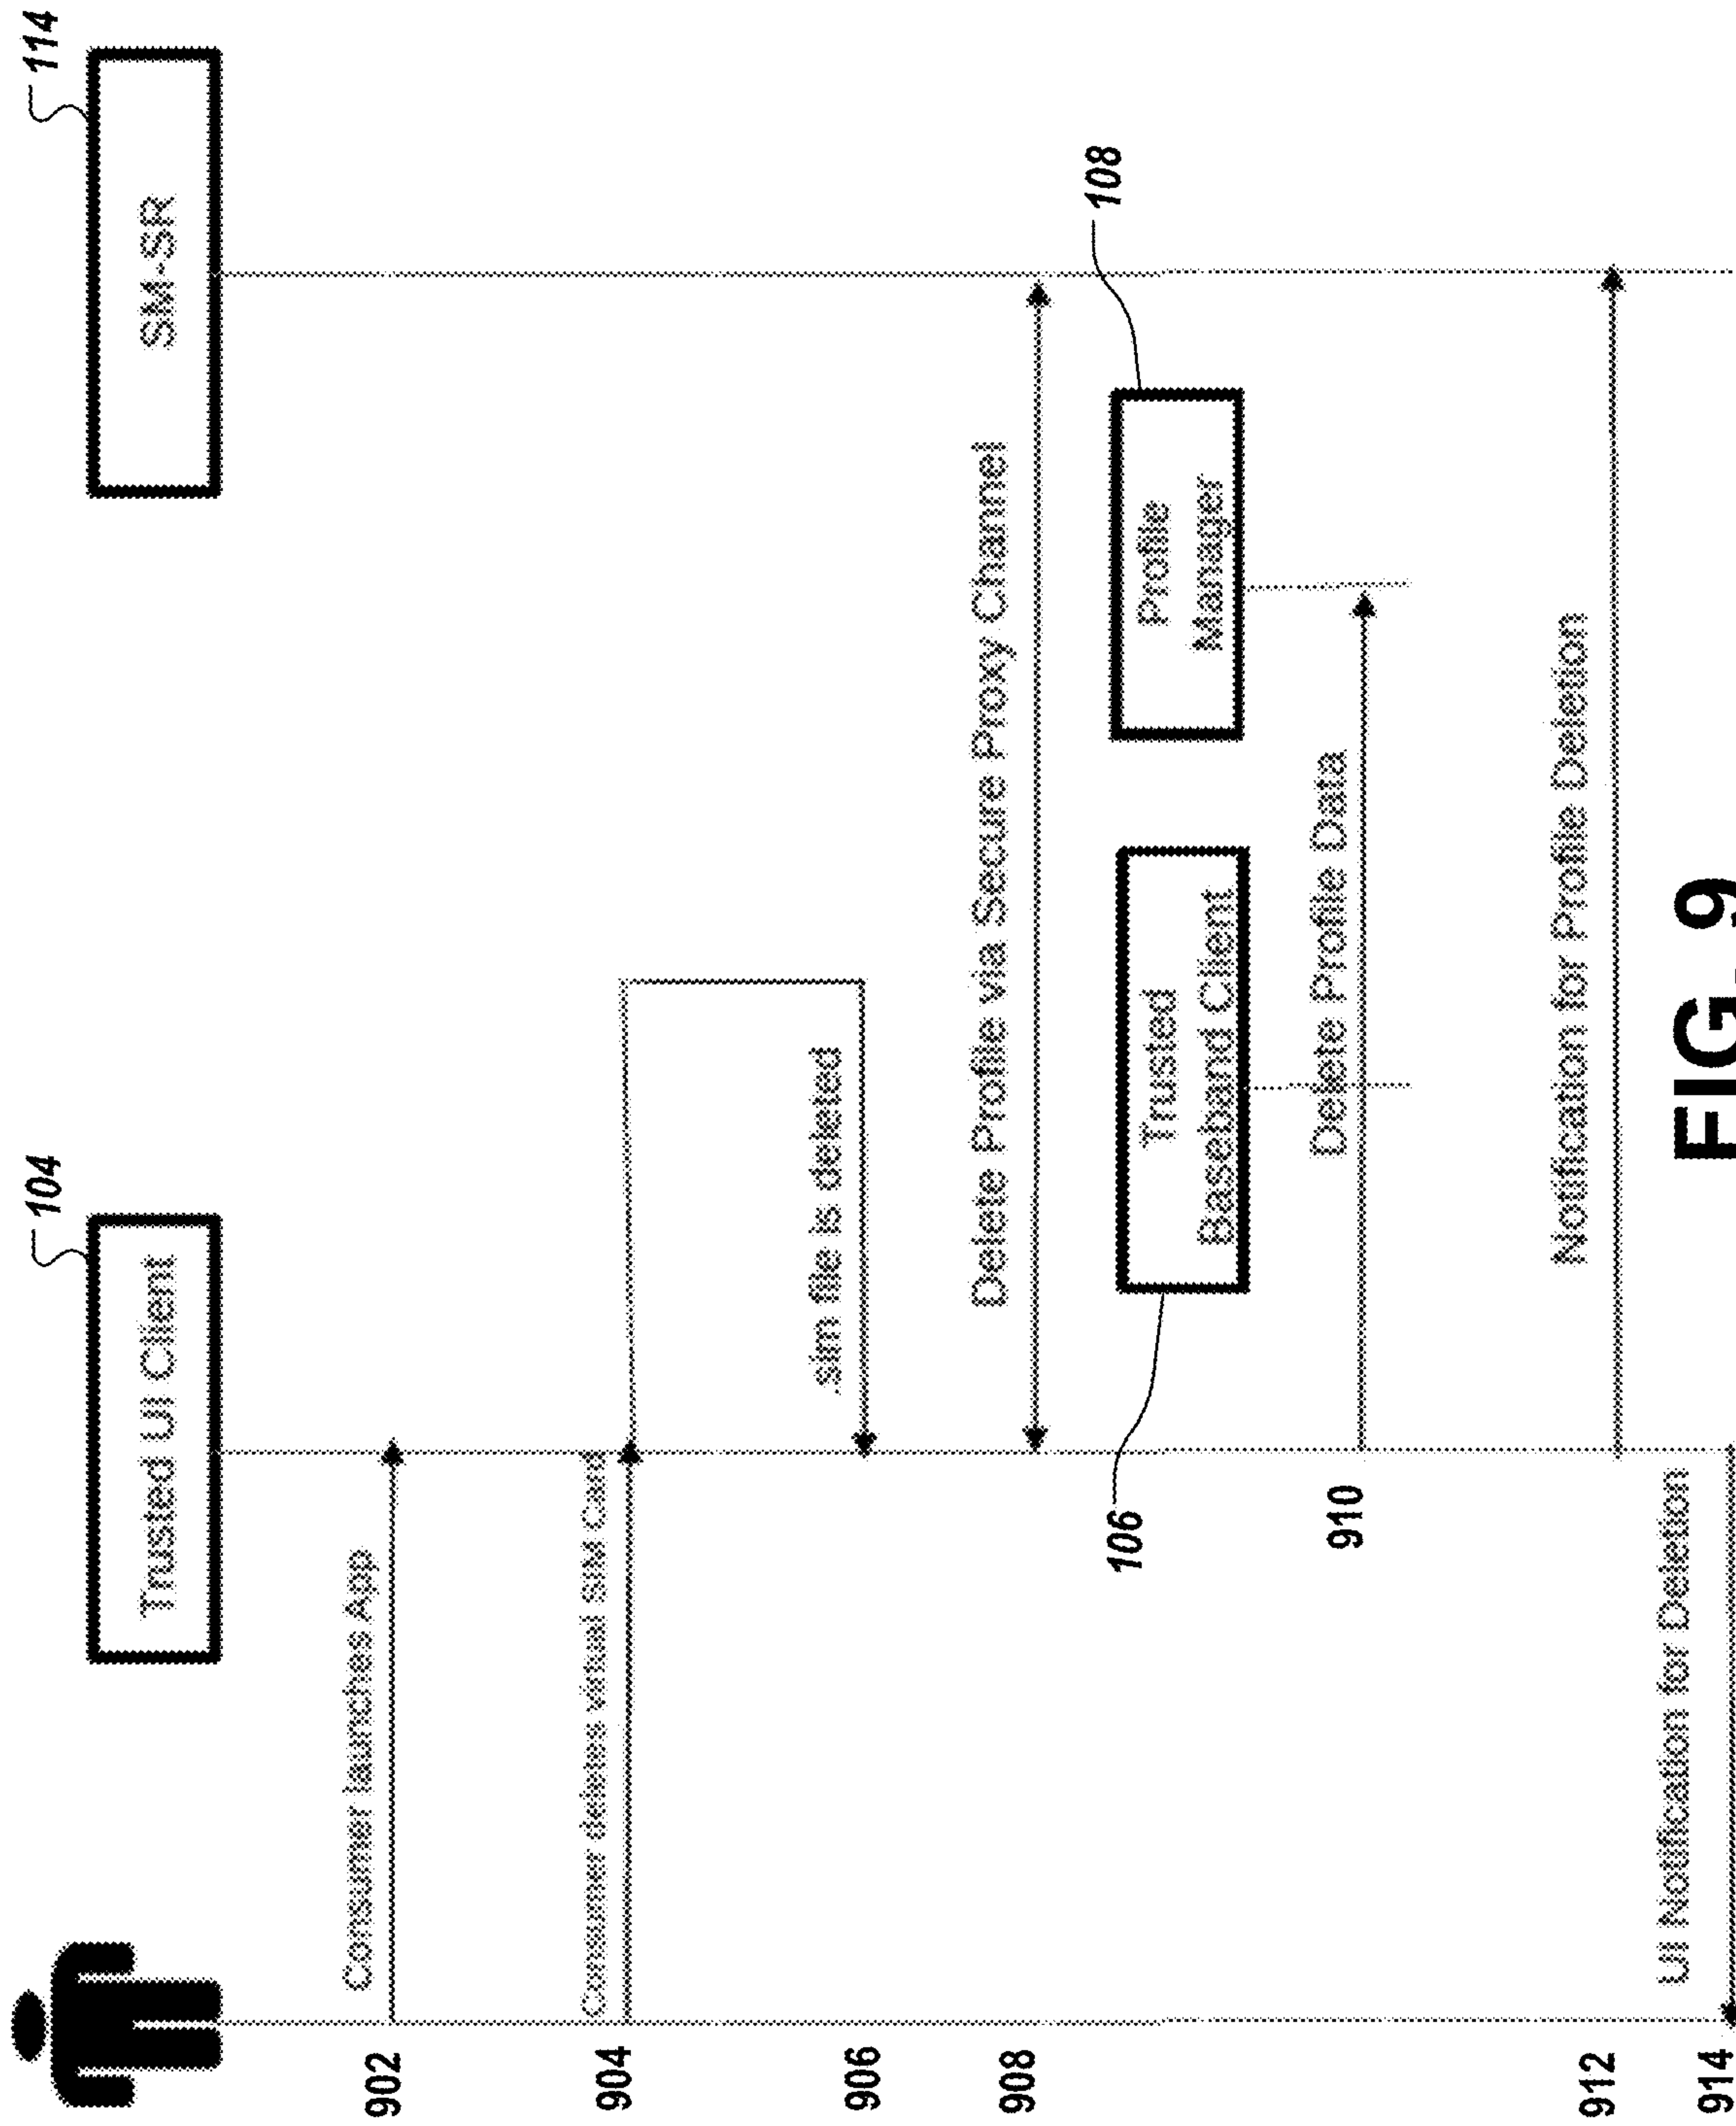 104
114
Trusted UI Client
SM-SR
902
Consumer launches App
904
Consumer deletes virtual SIM Card
906
.sim file is deleted
908
Delete Profile via Secure Proxy Channel
106
108
Trusted
Baseband Client
Profile
Manager
910
Delete Profile Data
912
Notification for Profile Deletion
914
UI Notification for Deletion
FIG. 9